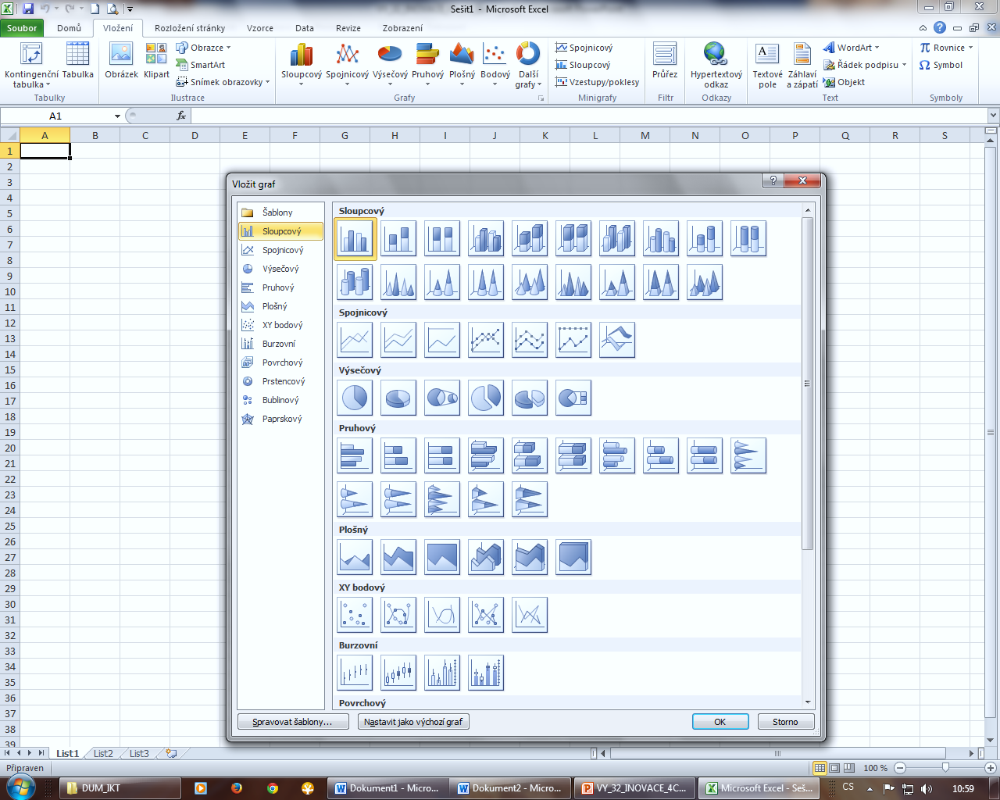 Sešit1 - Microsoft Excel
Soubor Domů Vložení Rozložení stránky Vzorce Data Revize Zobrazení
Kontingenční tabulka
Tabulka
Obrázek
Klipart
Obrazce
SmartArt
Snímek obrazovky
Sloupcový
Spojnicový
Výsečový
Pruhový
Plošný
Bodový
Další grafy
Spojnicový
Sloupcový
Vzestupy/poklesy
Průřez
Hypertextový odkaz
Textové pole
Záhlaví a zápatí
WordArt
Řádek podpisu
Objekt
Rovnice
Symbol
Tabulky Ilustrace Grafy Minigrafy Filtr Odkazy Text Symboly
A1 fx
A B C D E F G H I J K L M N O P Q R S
1
2
3
4
5
6
7
8
9
10
11
12
13
14
15
16
17
18
19
20
21
22
23
24
25
26
27
28
29
30
31
32
33
34
35
36
37
38
39
Vložit graf
Šablony
Sloupcový
Spojnicový
Výsečový
Pruhový
Plošný
XY bodový
Burzovní
Povrchový
Prstencový
Bublinový
Paprskový
Sloupcový
Spojnicový
Výsečový
Pruhový
Plošný
XY bodový
Burzovní
Povrchový
Spravovat šablony... Nastavit jako výchozí graf OK Storno
List1 List2 List3
Připraven 100 %
DUM_IKT Dokument1 - Micro... Dokument2 - Micro... VY_32_INOVACE_4C... Microsoft Excel - Seš... CS 10:59